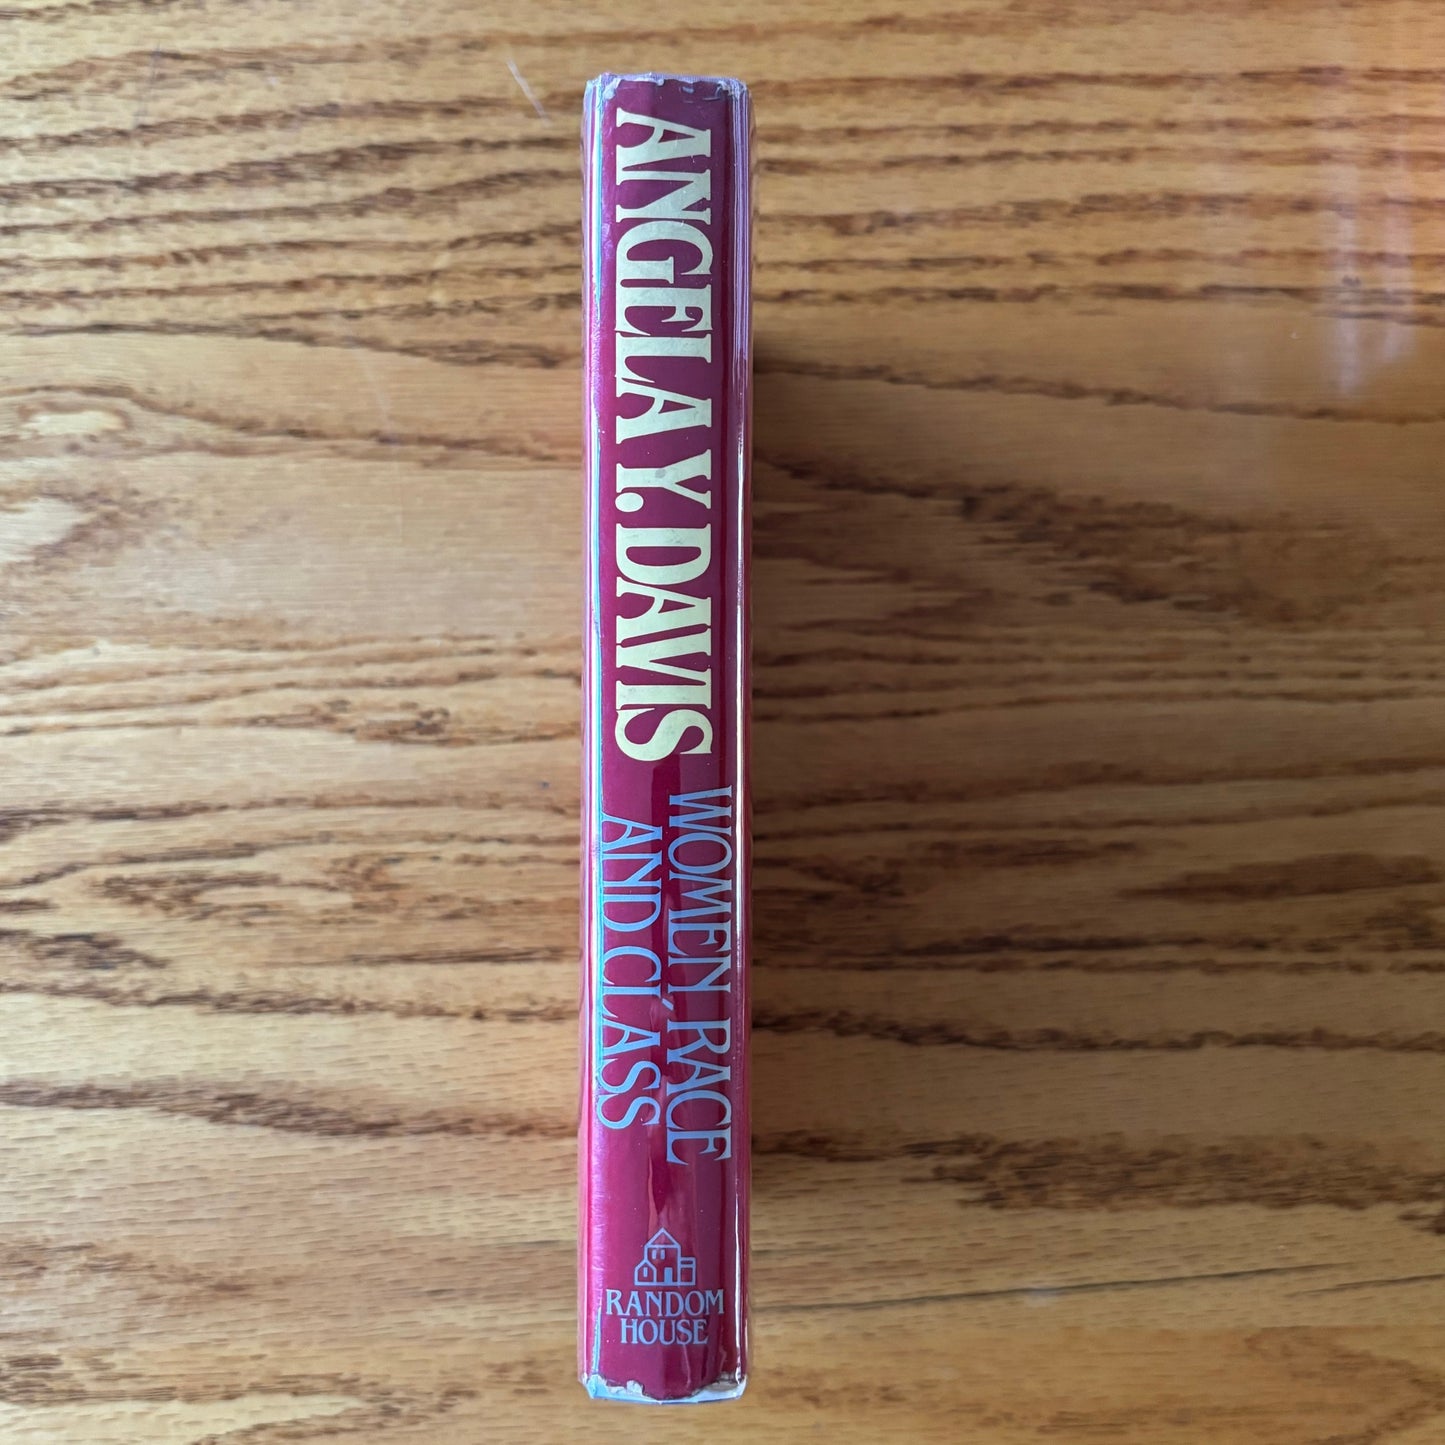 ANGELA Y. DAVIS
WOMEN, RACE
AND CLASS
RANDOM
HOUSE